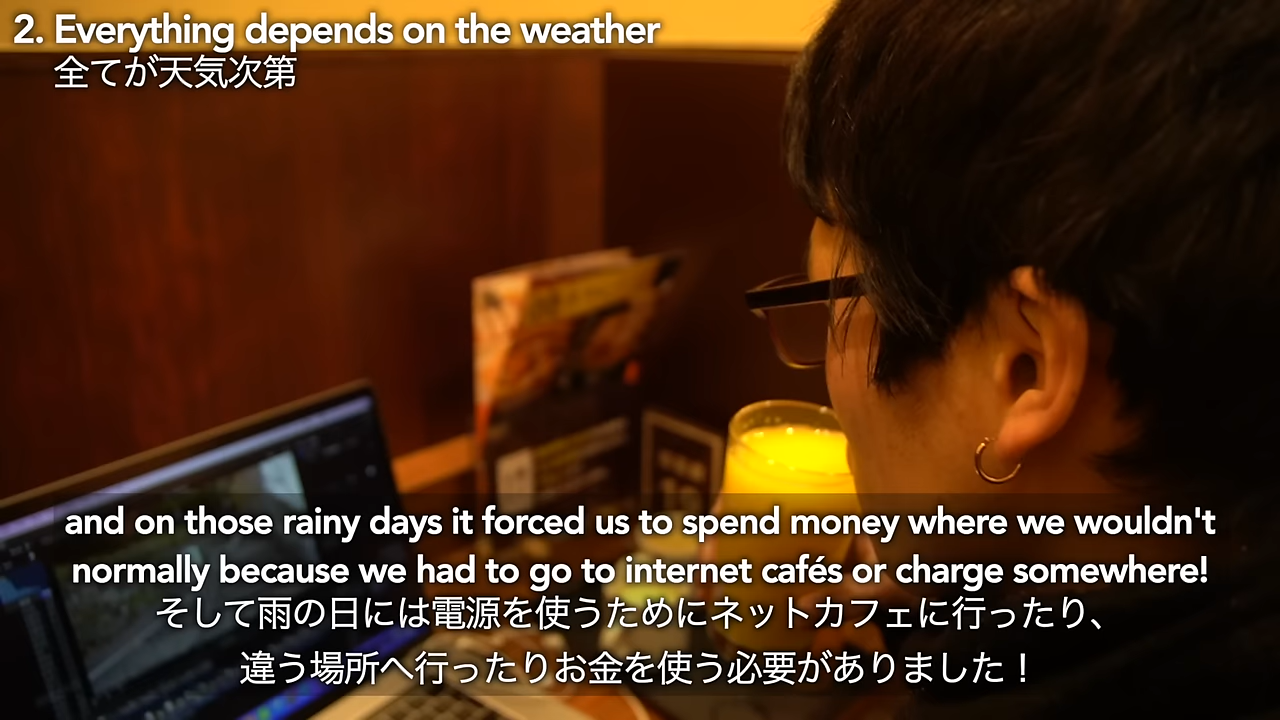 2. Everything depends on the weather
全てが天気次第
and on those rainy days it forced us to spend money where we wouldn't
normally because we had to go to internet cafés or charge somewhere!
そして雨の日には電源を使うためにネットカフェに行ったり、
違う場所へ行ったりお金を使う必要がありました！